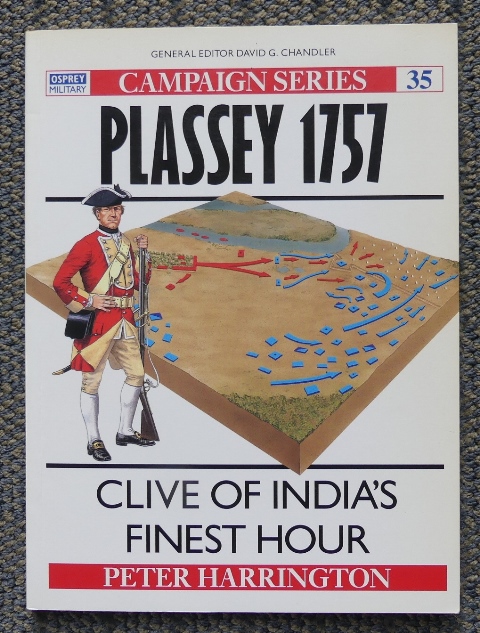 GENERAL EDITOR DAVID G. CHANDLER
OSPREY
MILITARY
CAMPAIGN SERIES
35
PLASSEY 1757
CLIVE OF INDIA'S
FINEST HOUR
PETER HARRINGTON